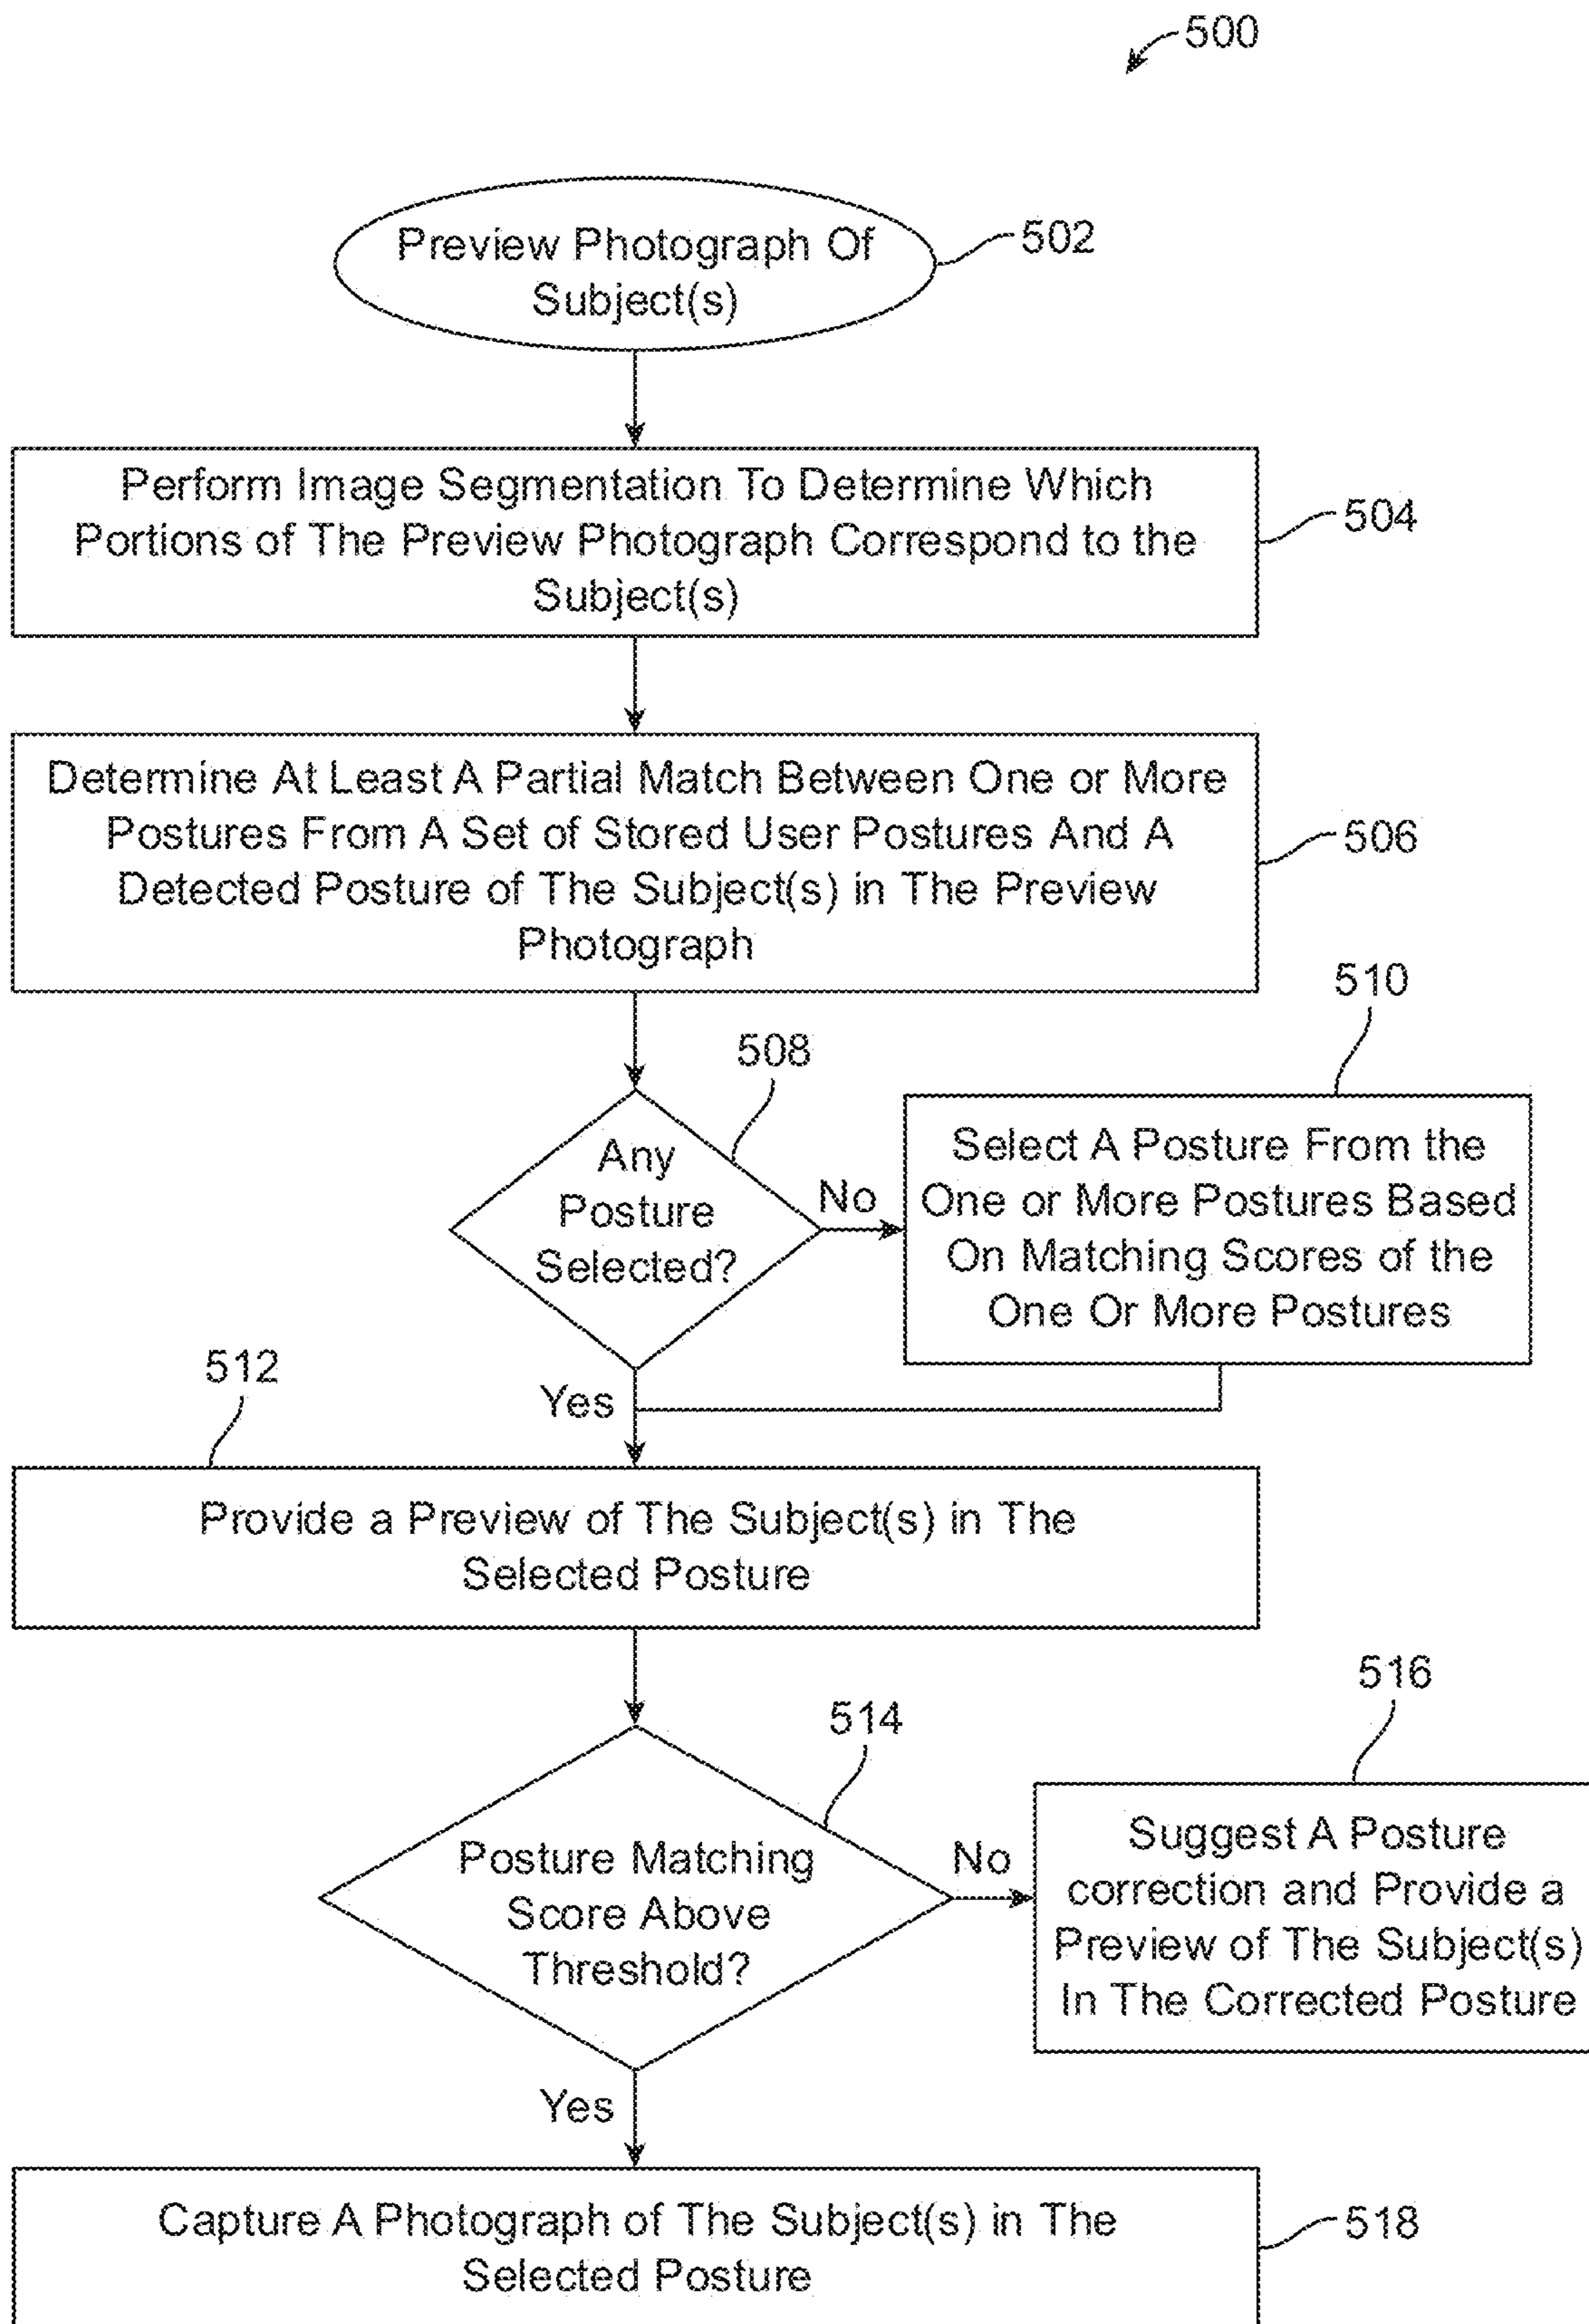 500
Preview Photograph Of
Subject(s)
502
Perform Image Segmentation To Determine Which
Portions of The Preview Photograph Correspond to the
Subject(s)
504
Determine At Least A Partial Match Between One or More
Postures From A Set of Stored User Postures And A
Detected Posture of The Subject(s) in The Preview
Photograph
506
508
Any
Posture
Selected?
No
510
Select A Posture From the
One or More Postures Based
On Matching Scores of the
One Or More Postures
Yes
512
Provide a Preview of The Subject(s) in The
Selected Posture
514
Posture Matching
Score Above
Threshold?
No
516
Suggest A Posture
correction and Provide a
Preview of The Subject(s)
In The Corrected Posture
Yes
Capture A Photograph of The Subject(s) in The
Selected Posture
518